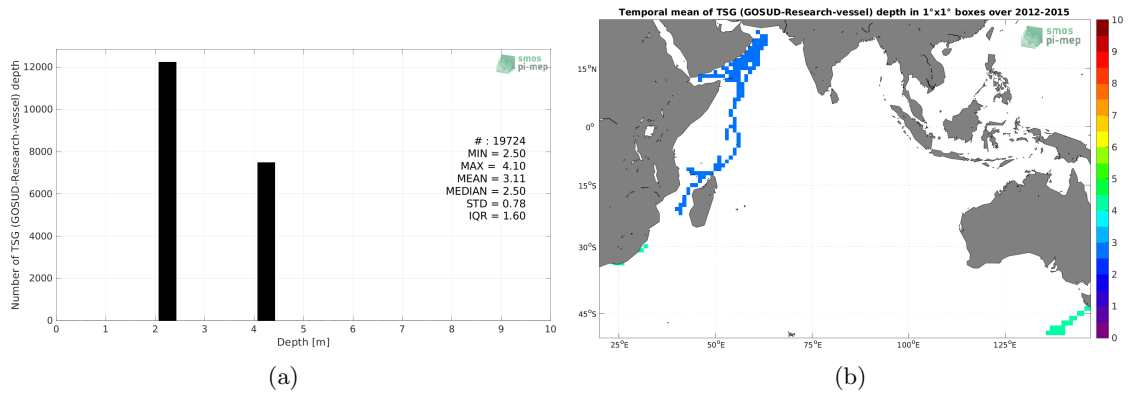 Number of TSG (GOSUD-Research-vessel) depth
12000
10000
8000
6000
4000
2000
0
0 1 2 3 4 5 6 7 8 9 10
Depth [m]
smos
pi-mep
# : 19724
MIN = 2.50
MAX = 4.10
MEAN = 3.11
MEDIAN = 2.50
STD = 0.78
IQR = 1.60
(a)
Temporal mean of TSG (GOSUD-Research-vessel) depth in 1°x1° boxes over 2012-2015
smos
pi-mep
15°N
0°
15°S
30°S
45°S
25°E 50°E 75°E 100°E 125°E
10
9
8
7
6
5
4
3
2
1
0
(b)